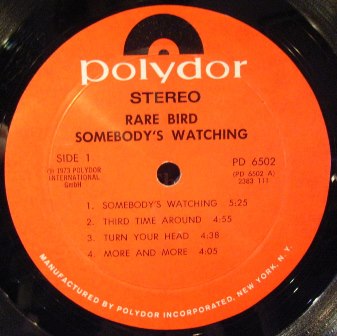 polydor
STEREO
RARE BIRD
SOMEBODY'S WATCHING
SIDE 1
PD 6502
℗ 1973 POLYDOR
INTERNATIONAL
GmbH
(PD 6502 A)
2383 111
1. SOMEBODY'S WATCHING 5:25
2. THIRD TIME AROUND 4:55
3. TURN YOUR HEAD 4:38
4. MORE AND MORE 4:05
MANUFACTURED BY POLYDOR INCORPORATED, NEW YORK, N.Y.